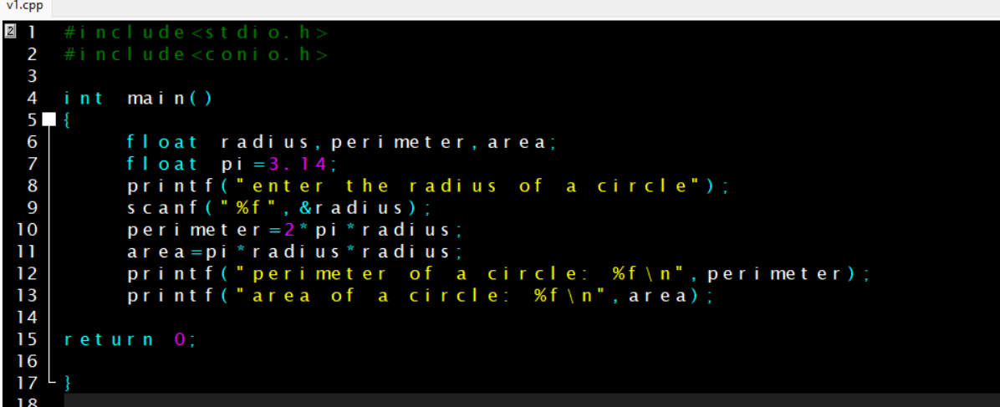 v1.cpp
2 1 #include<stdio.h>
2 #include<conio.h>
3
4 int main()
5 {
6 float radius,perimeter,area;
7 float pi=3.14;
8 printf("enter the radius of a circle");
9 scanf("%f",&radius);
10 perimeter=2*pi*radius;
11 area=pi*radius*radius;
12 printf("perimeter of a circle: %f\n",perimeter);
13 printf("area of a circle: %f\n",area);
14
15 return 0;
16
17 }
18